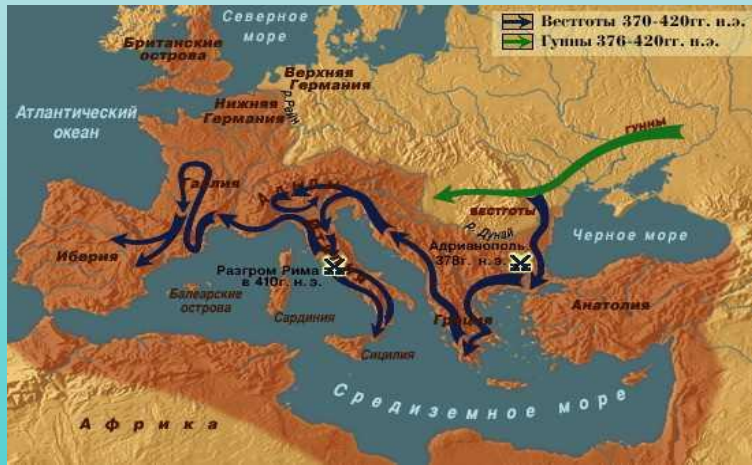 Северное
море
Вестготы 370-420гг. н.э.
Гунны 376-420гг. н.э.
Британские
острова
Верхняя
Германия
р. Рейн
Нижняя
Германия
Атлантический
океан
гунны
Галлия
Альпы
вестготы
р. Дунай
Черное море
Иберия
Адрианополь
378г. н.э.
Разгром Рима
в 410г. н.э.
Балеарские
острова
Сардиния
Греция
Анатолия
Сицилия
Средиземное море
Африка